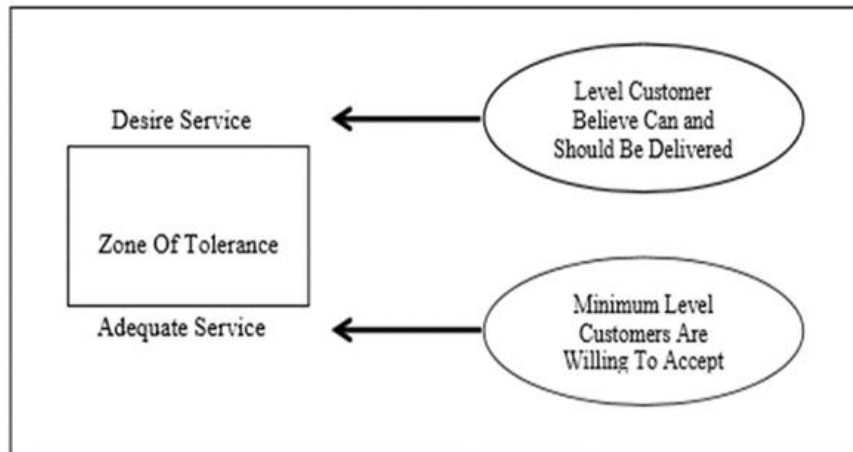 Desire Service
Zone Of Tolerance
Adequate Service
Level Customer
Believe Can and
Should Be Delivered
Minimum Level
Customers Are
Willing To Accept